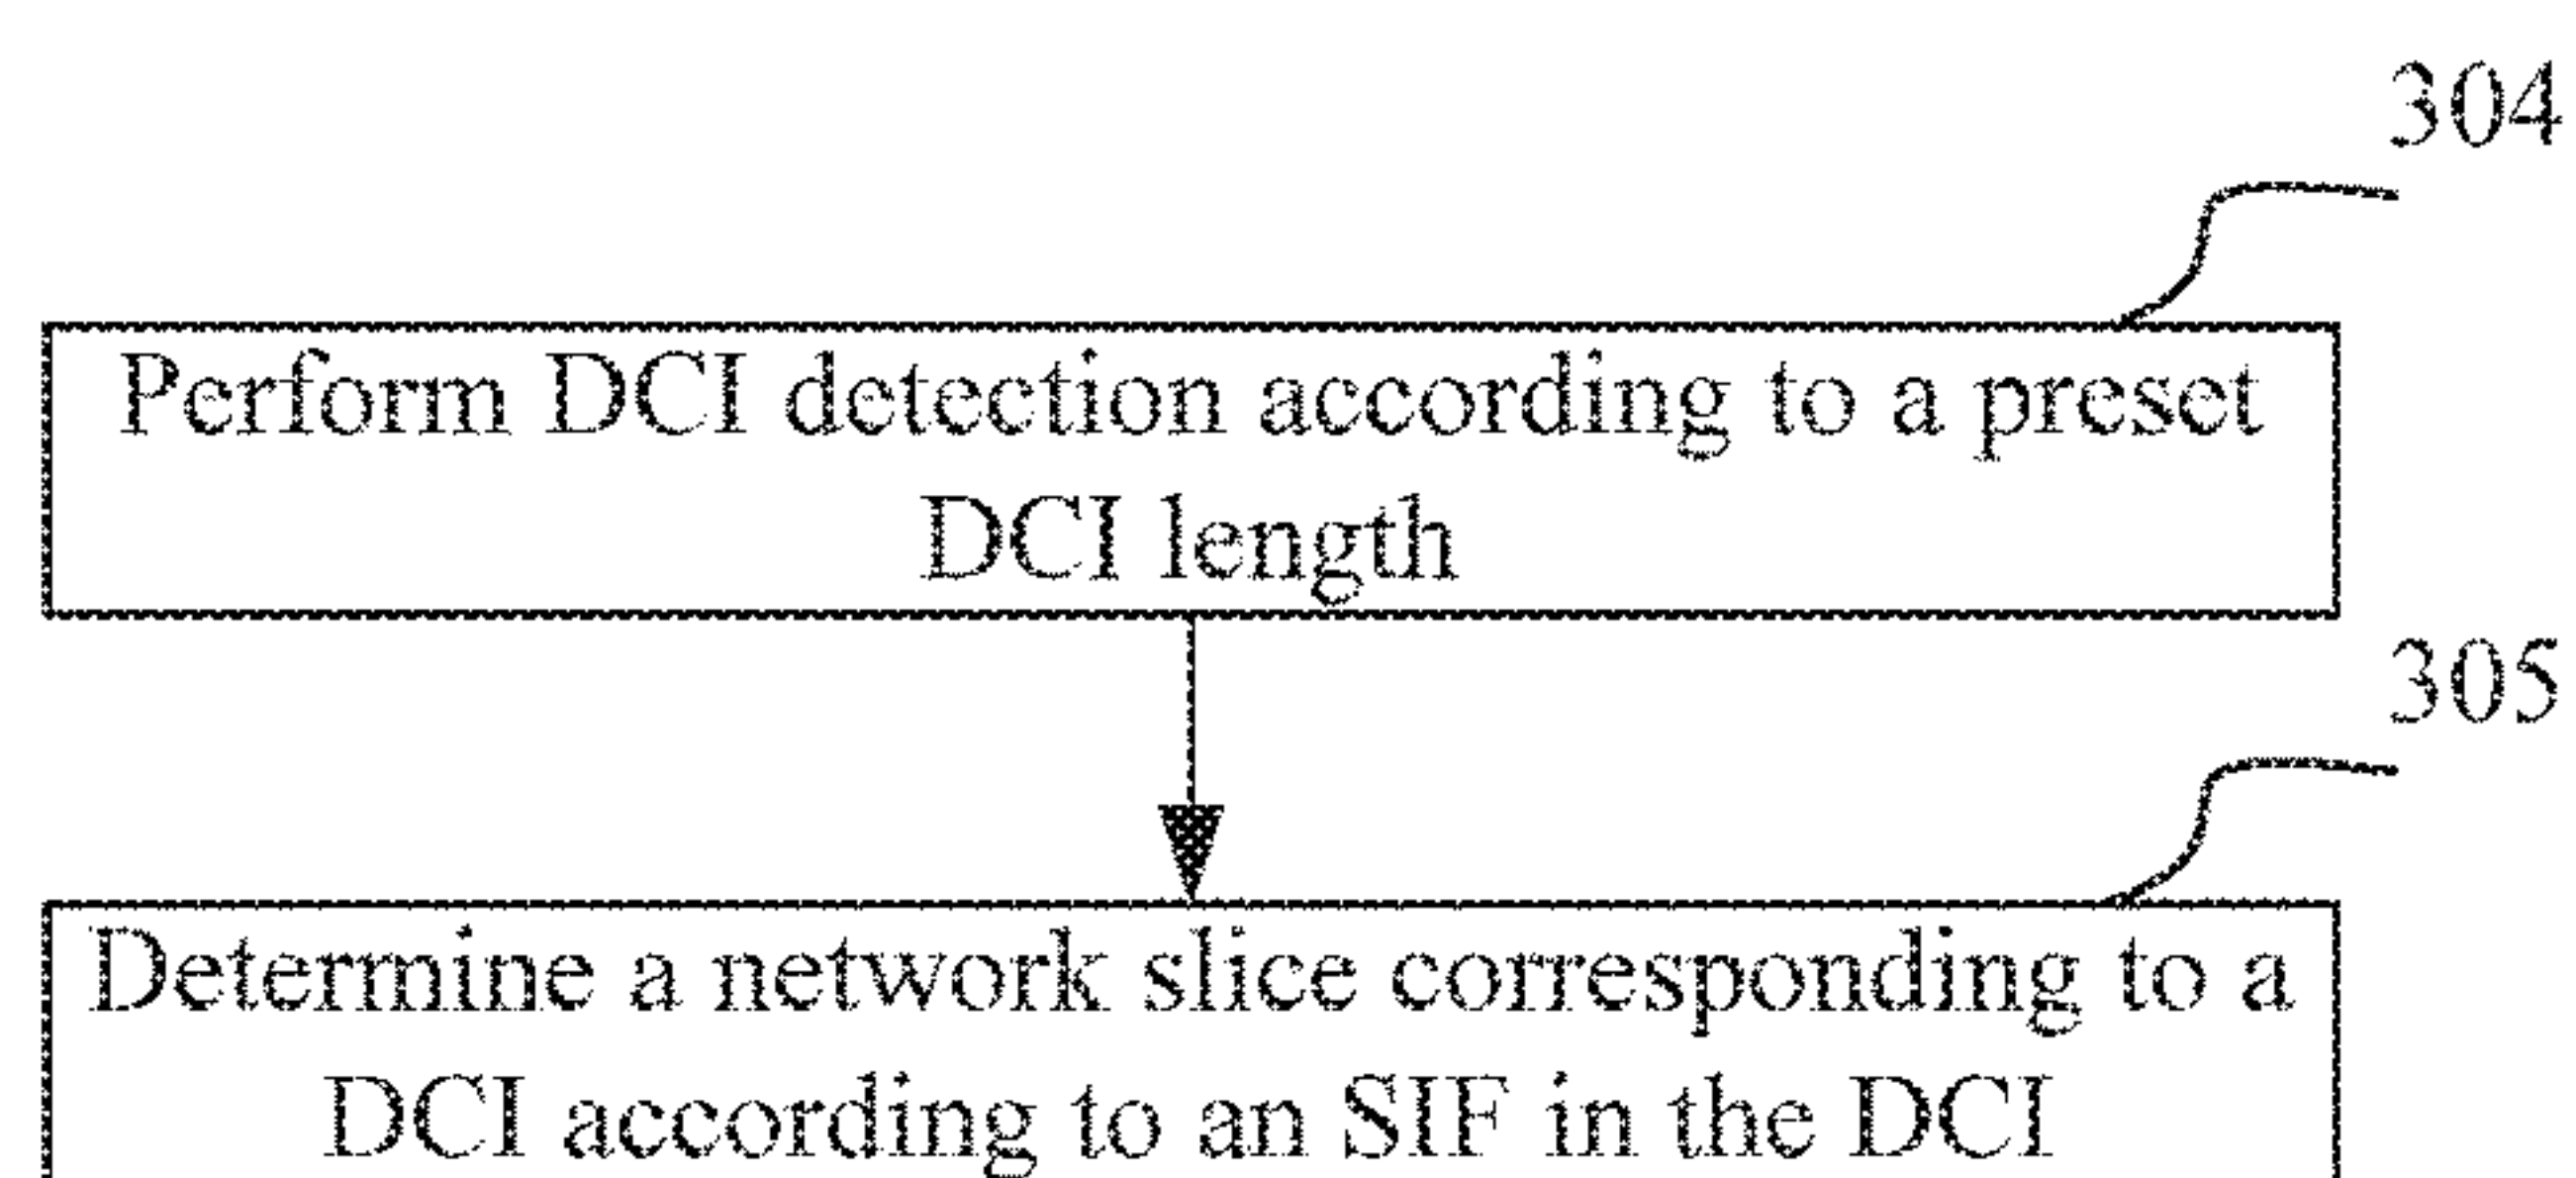 304
Perform DCI detection according to a preset
DCI length
305
Determine a network slice corresponding to a
DCI according to an SIF in the DCI